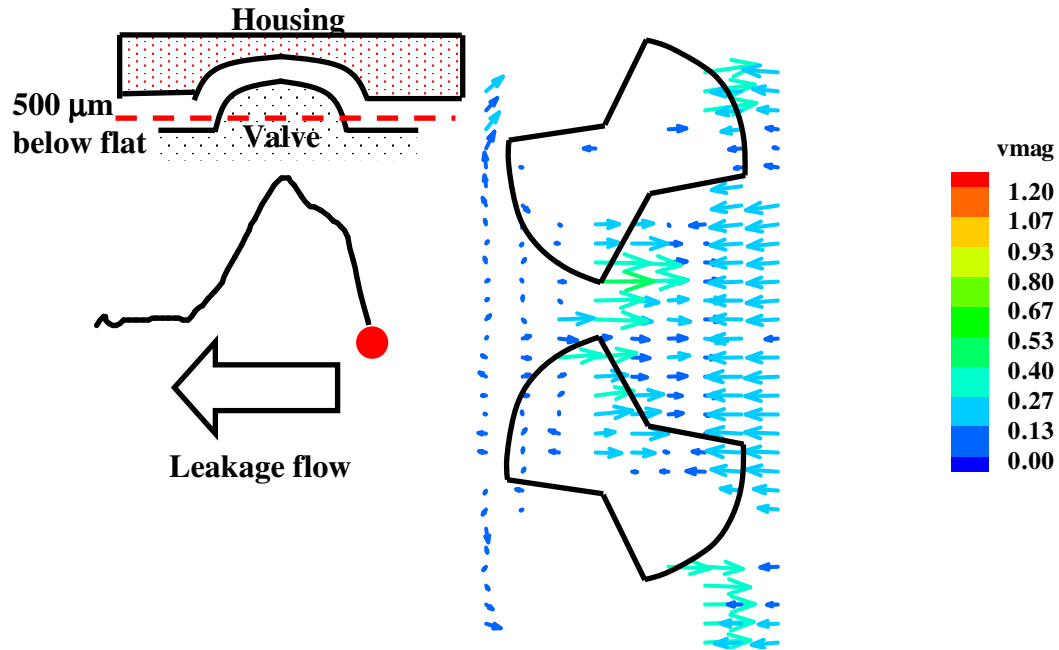 Housing
500 μm
below flat
Valve
Leakage flow
vmag
1.20
1.07
0.93
0.80
0.67
0.53
0.40
0.27
0.13
0.00